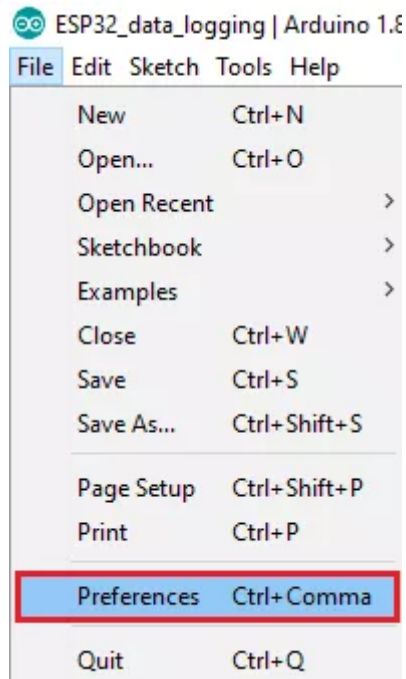 ESP32_data_logging | Arduino 1.8
File Edit Sketch Tools Help
New Ctrl+N
Open... Ctrl+O
Open Recent
Sketchbook
Examples
Close Ctrl+W
Save Ctrl+S
Save As... Ctrl+Shift+S
Page Setup Ctrl+Shift+P
Print Ctrl+P
Preferences Ctrl+Comma
Quit Ctrl+Q